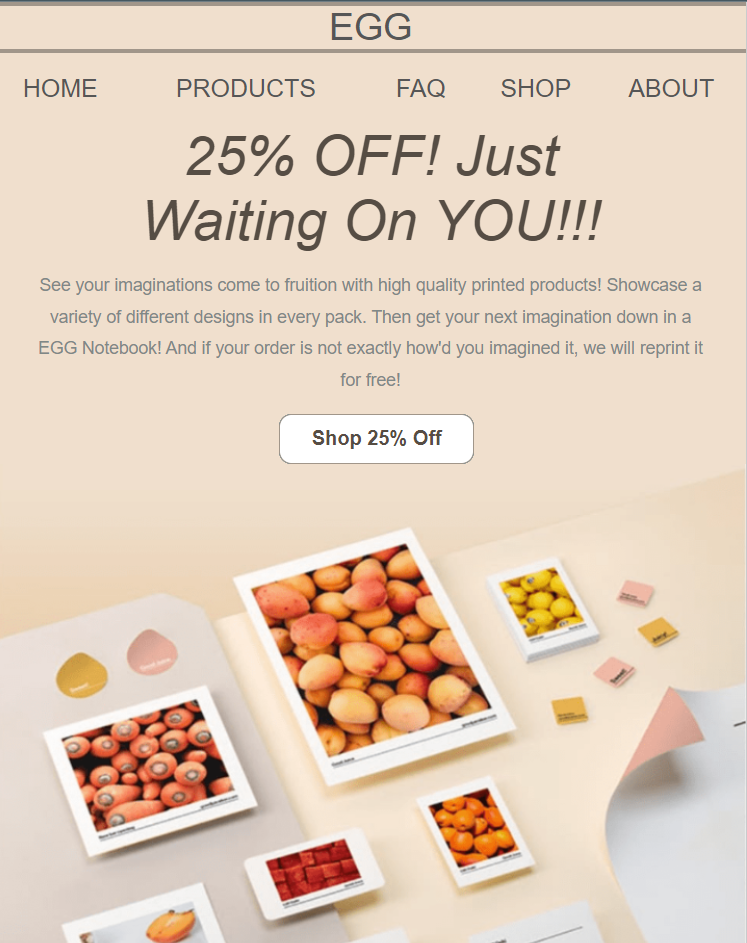 EGG
HOME PRODUCTS FAQ SHOP ABOUT
25% OFF! Just
Waiting On YOU!!!
See your imaginations come to fruition with high quality printed products! Showcase a
variety of different designs in every pack. Then get your next imagination down in a
EGG Notebook! And if your order is not exactly how'd you imagined it, we will reprint it
for free!
Shop 25% Off